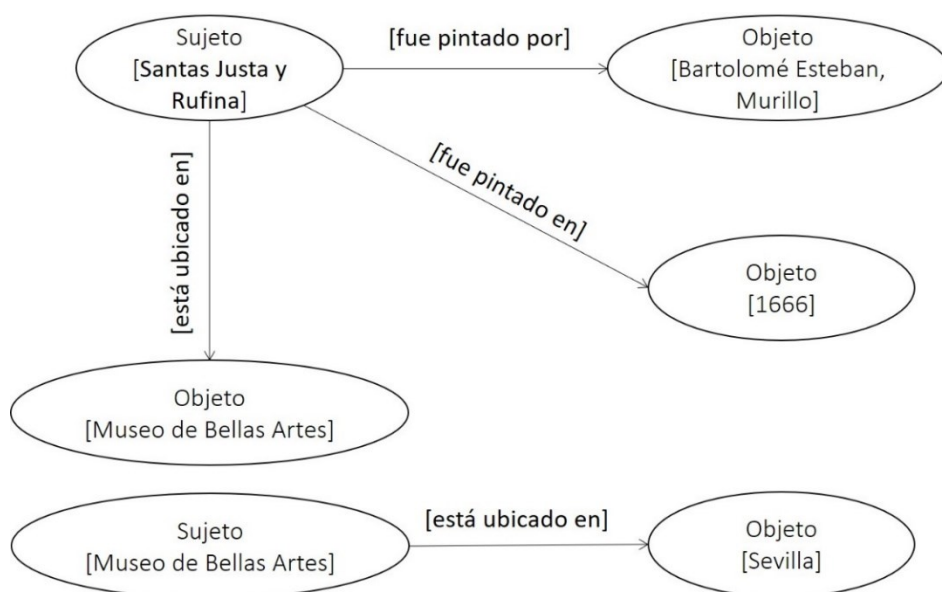 Sujeto
[Santas Justa y
Rufina]
[fue pintado por]
Objeto
[Bartolomé Esteban,
Murillo]
[fue pintado en]
[está ubicado en]
Objeto
[1666]
Objeto
[Museo de Bellas Artes]
Sujeto
[Museo de Bellas Artes]
[está ubicado en]
Objeto
[Sevilla]